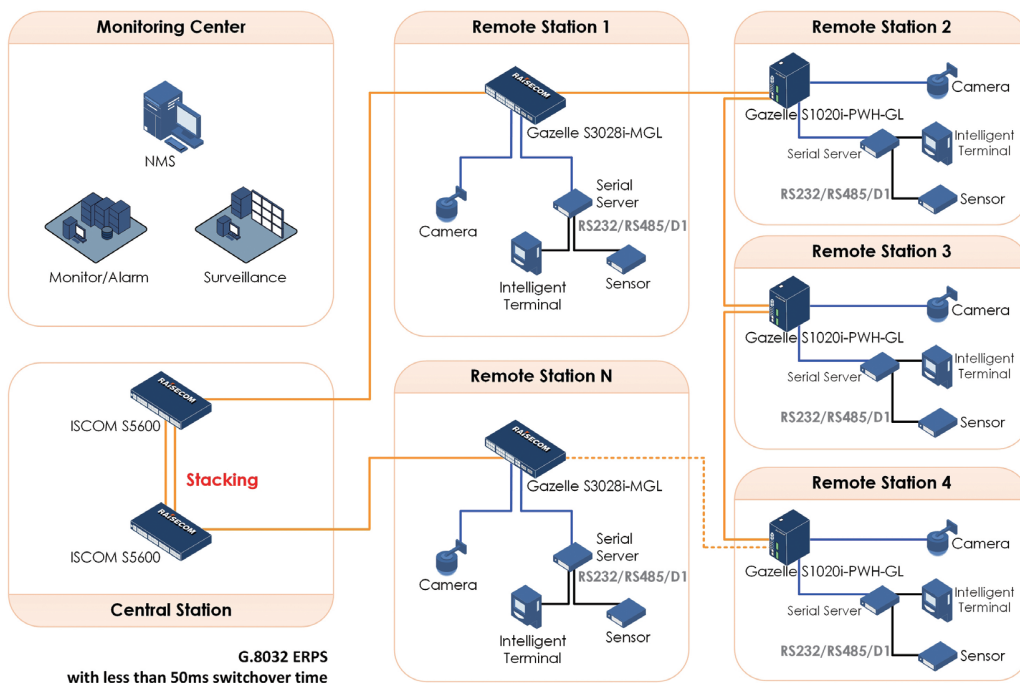 Monitoring Center
NMS
Monitor/Alarm
Surveillance
RAISECOM
ISCOM S5600
Stacking
RAISECOM
ISCOM S5600
Central Station
G.8032 ERPS
with less than 50ms switchover time
Remote Station 1
RAISECOM
Gazelle S3028i-MGL
Camera
Serial
Server
RS232/RS485/D1
Intelligent
Terminal
Sensor
Remote Station N
RAISECOM
Gazelle S3028i-MGL
Camera
Serial
Server
RS232/RS485/D1
Intelligent
Terminal
Sensor
Remote Station 2
Camera
Gazelle S1020i-PWH-GL
Serial Server
Intelligent
Terminal
RS232/RS485/D1
Sensor
Remote Station 3
Camera
Gazelle S1020i-PWH-GL
Serial Server
Intelligent
Terminal
RS232/RS485/D1
Sensor
Remote Station 4
Camera
Gazelle S1020i-PWH-GL
Serial Server
Intelligent
Terminal
RS232/RS485/D1
Sensor